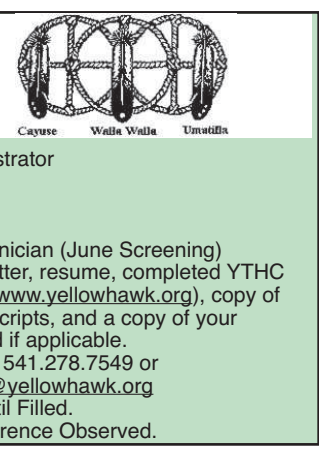 Cayuse Walla Walla Umatilla
strator
nician (June Screening)
tter, resume, completed YTHC
www.yellowhawk.org), copy of
cripts, and a copy of your
d if applicable.
541.278.7549 or
@yellowhawk.org
til Filled.
rence Observed.